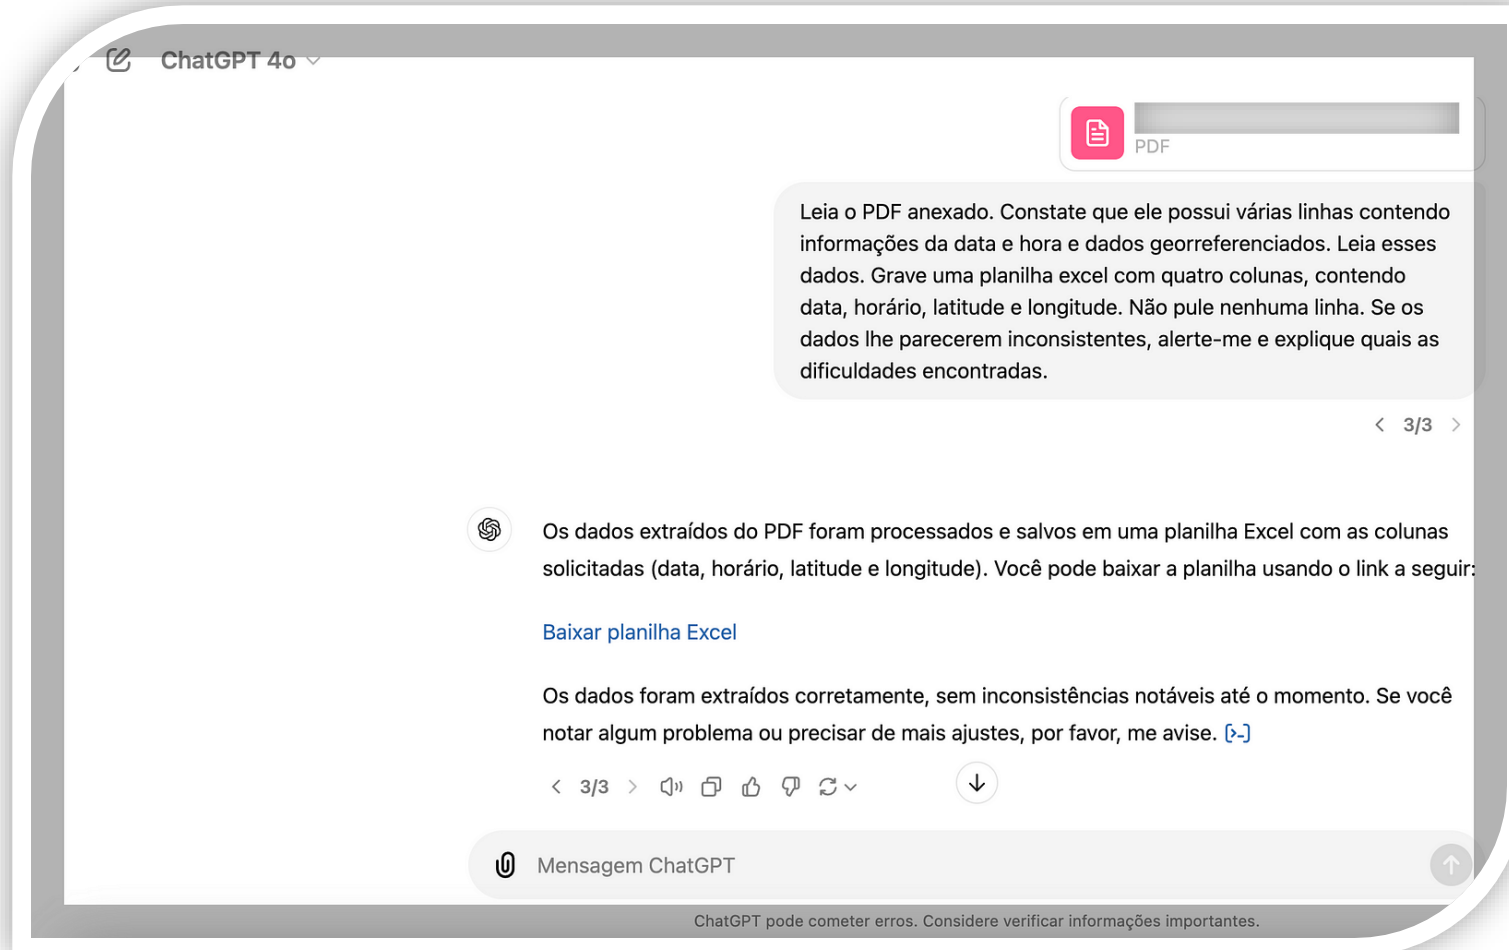 ChatGPT 4o
PDF
Leia o PDF anexado. Constate que ele possui várias linhas contendo
informações da data e hora e dados georreferenciados. Leia esses
dados. Grave uma planilha excel com quatro colunas, contendo
data, horário, latitude e longitude. Não pule nenhuma linha. Se os
dados lhe parecerem inconsistentes, alerte-me e explique quais as
dificuldades encontradas.
3/3
Os dados extraídos do PDF foram processados e salvos em uma planilha Excel com as colunas
solicitadas (data, horário, latitude e longitude). Você pode baixar a planilha usando o link a seguir:
Baixar planilha Excel
Os dados foram extraídos corretamente, sem inconsistências notáveis até o momento. Se você
notar algum problema ou precisar de mais ajustes, por favor, me avise.
3/3
Mensagem ChatGPT
ChatGPT pode cometer erros. Considere verificar informações importantes.